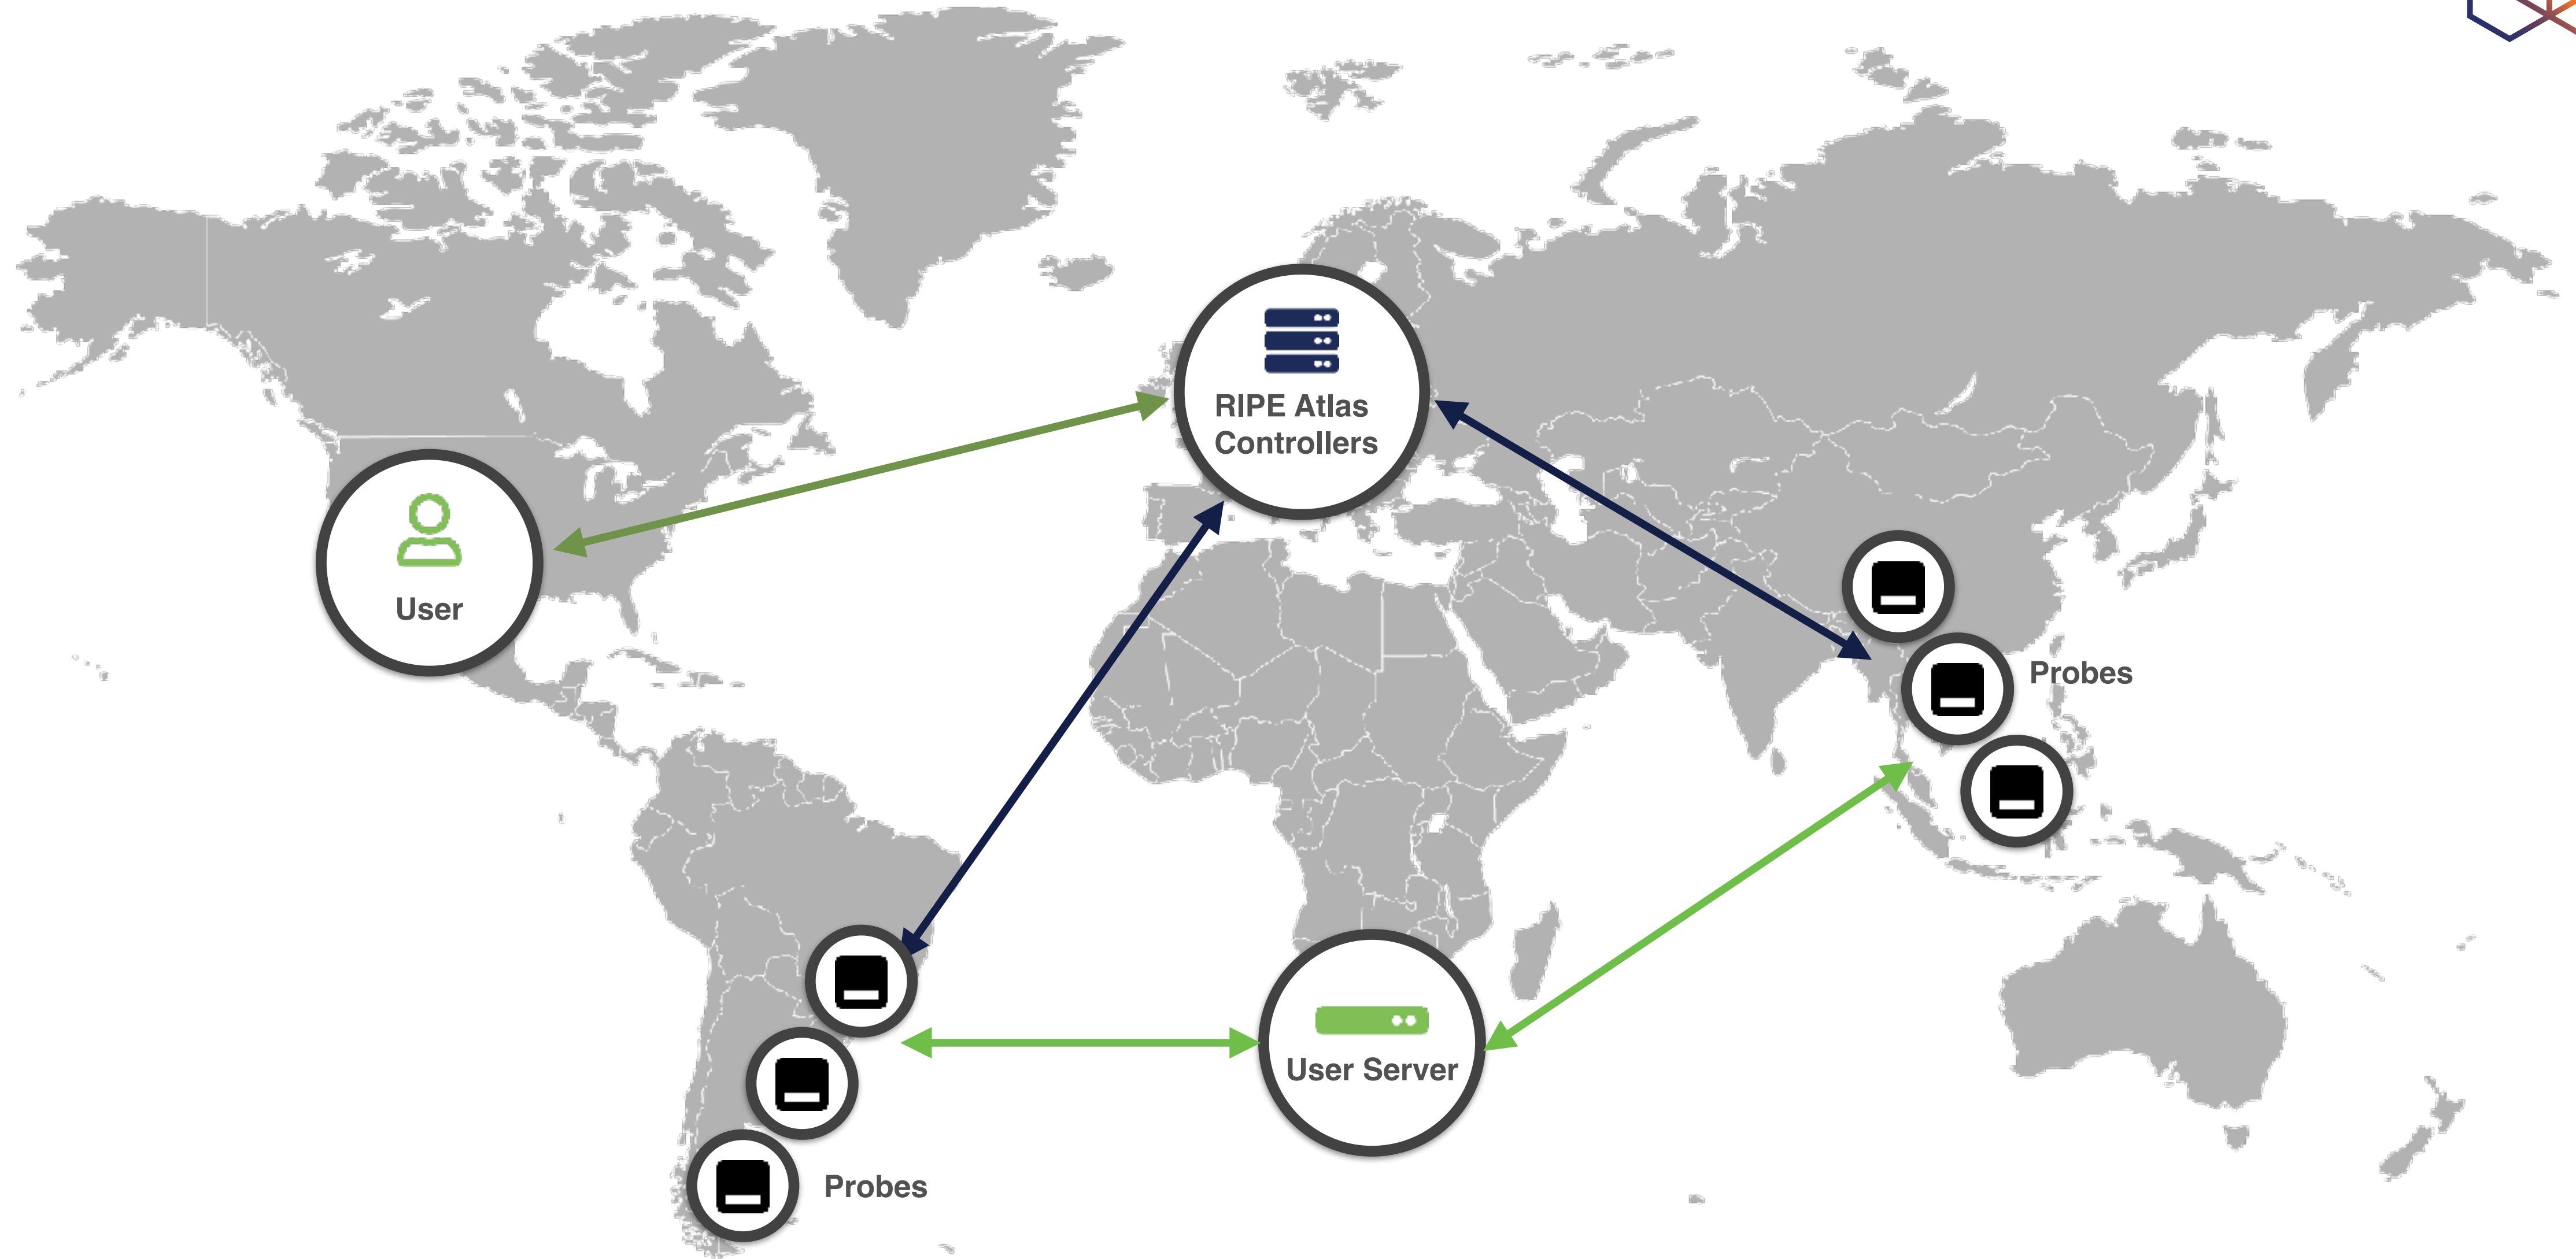 RIPE Atlas
Controllers
User
Probes
User Server
Probes